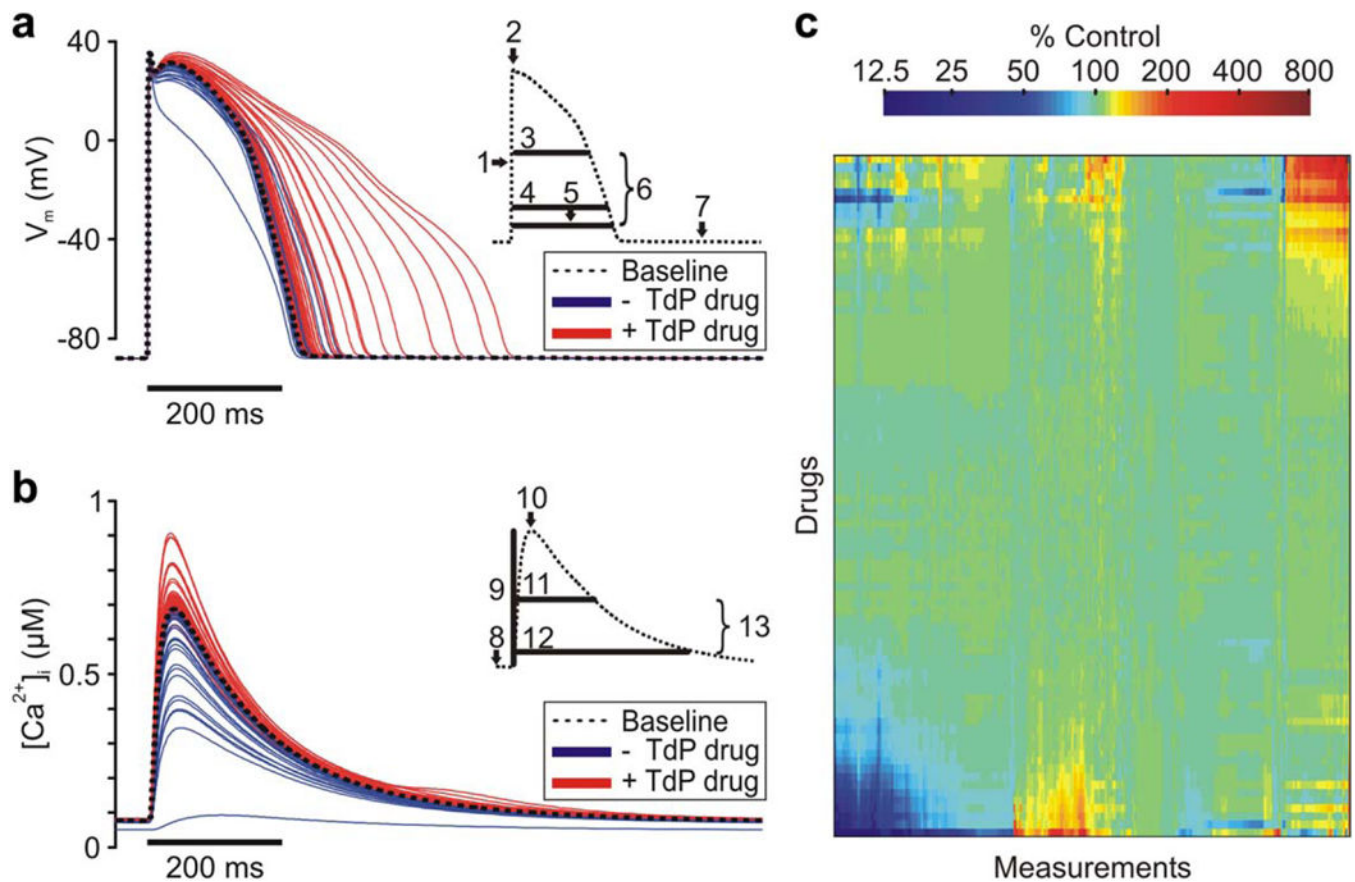 a
40
0
-40
-80
V_m (mV)
200 ms
1
2
3
4
5
6
7
Baseline
- TdP drug
+ TdP drug
b
1
0.5
0
[Ca²⁺]_i (µM)
200 ms
8
9
10
11
12
13
Baseline
- TdP drug
+ TdP drug
c
% Control
12.5 25 50 100 200 400 800
Drugs
Measurements